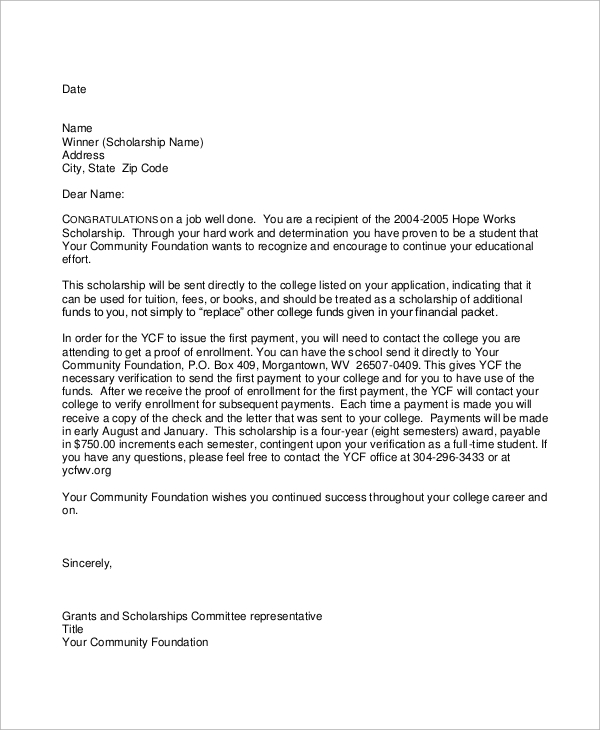 Date
Name
Winner (Scholarship Name)
Address
City, State  Zip Code
Dear Name:
CONGRATULATIONS on a job well done.  You are a recipient of the 2004-2005 Hope Works
Scholarship.  Through your hard work and determination you have proven to be a student that
Your Community Foundation wants to recognize and encourage to continue your educational
effort.
This scholarship will be sent directly to the college listed on your application, indicating that it
can be used for tuition, fees, or books, and should be treated as a scholarship of additional
funds to you, not simply to “replace” other college funds given in your financial packet.
In order for the YCF to issue the first payment, you will need to contact the college you are
attending to get a proof of enrollment. You can have the school send it directly to Your
Community Foundation, P.O. Box 409, Morgantown, WV  26507-0409. This gives YCF the
necessary verification to send the first payment to your college and for you to have use of the
funds.  After we receive the proof of enrollment for the first payment, the YCF will contact your
college to verify enrollment for subsequent payments.  Each time a payment is made you will
receive a copy of the check and the letter that was sent to your college.  Payments will be made
in early August and January.  This scholarship is a four-year (eight semesters) award, payable
in $750.00 increments each semester, contingent upon your verification as a full-time student. If
you have any questions, please feel free to contact the YCF office at 304-296-3433 or at
ycfwv.org
Your Community Foundation wishes you continued success throughout your college career and
on.
Sincerely,
Grants and Scholarships Committee representative
Title
Your Community Foundation